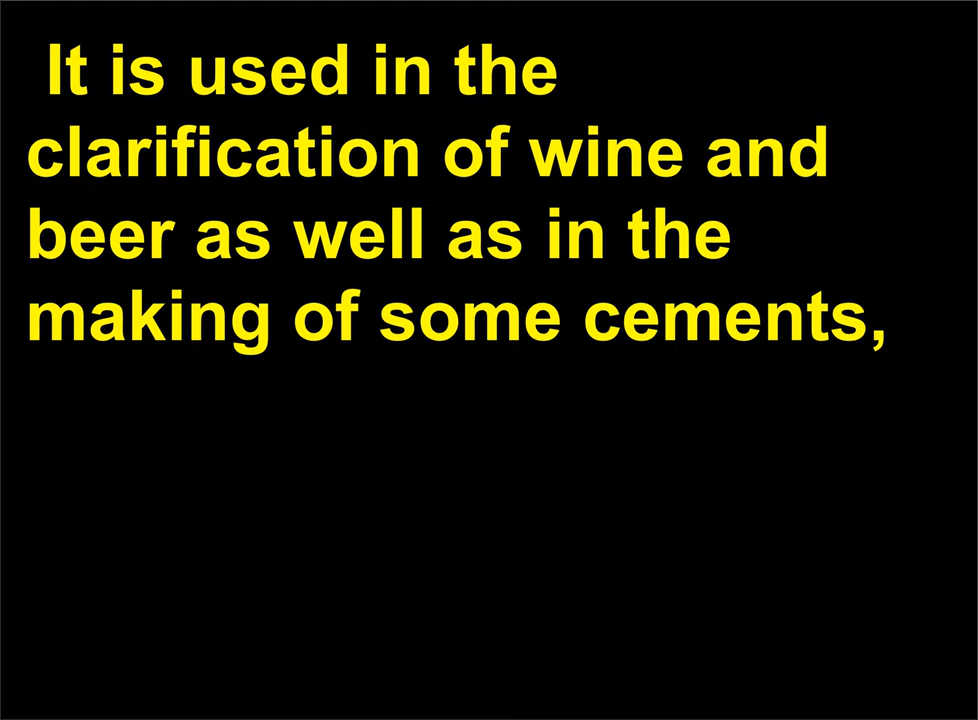 It is used in the
clarification of wine and
beer as well as in the
making of some cements,